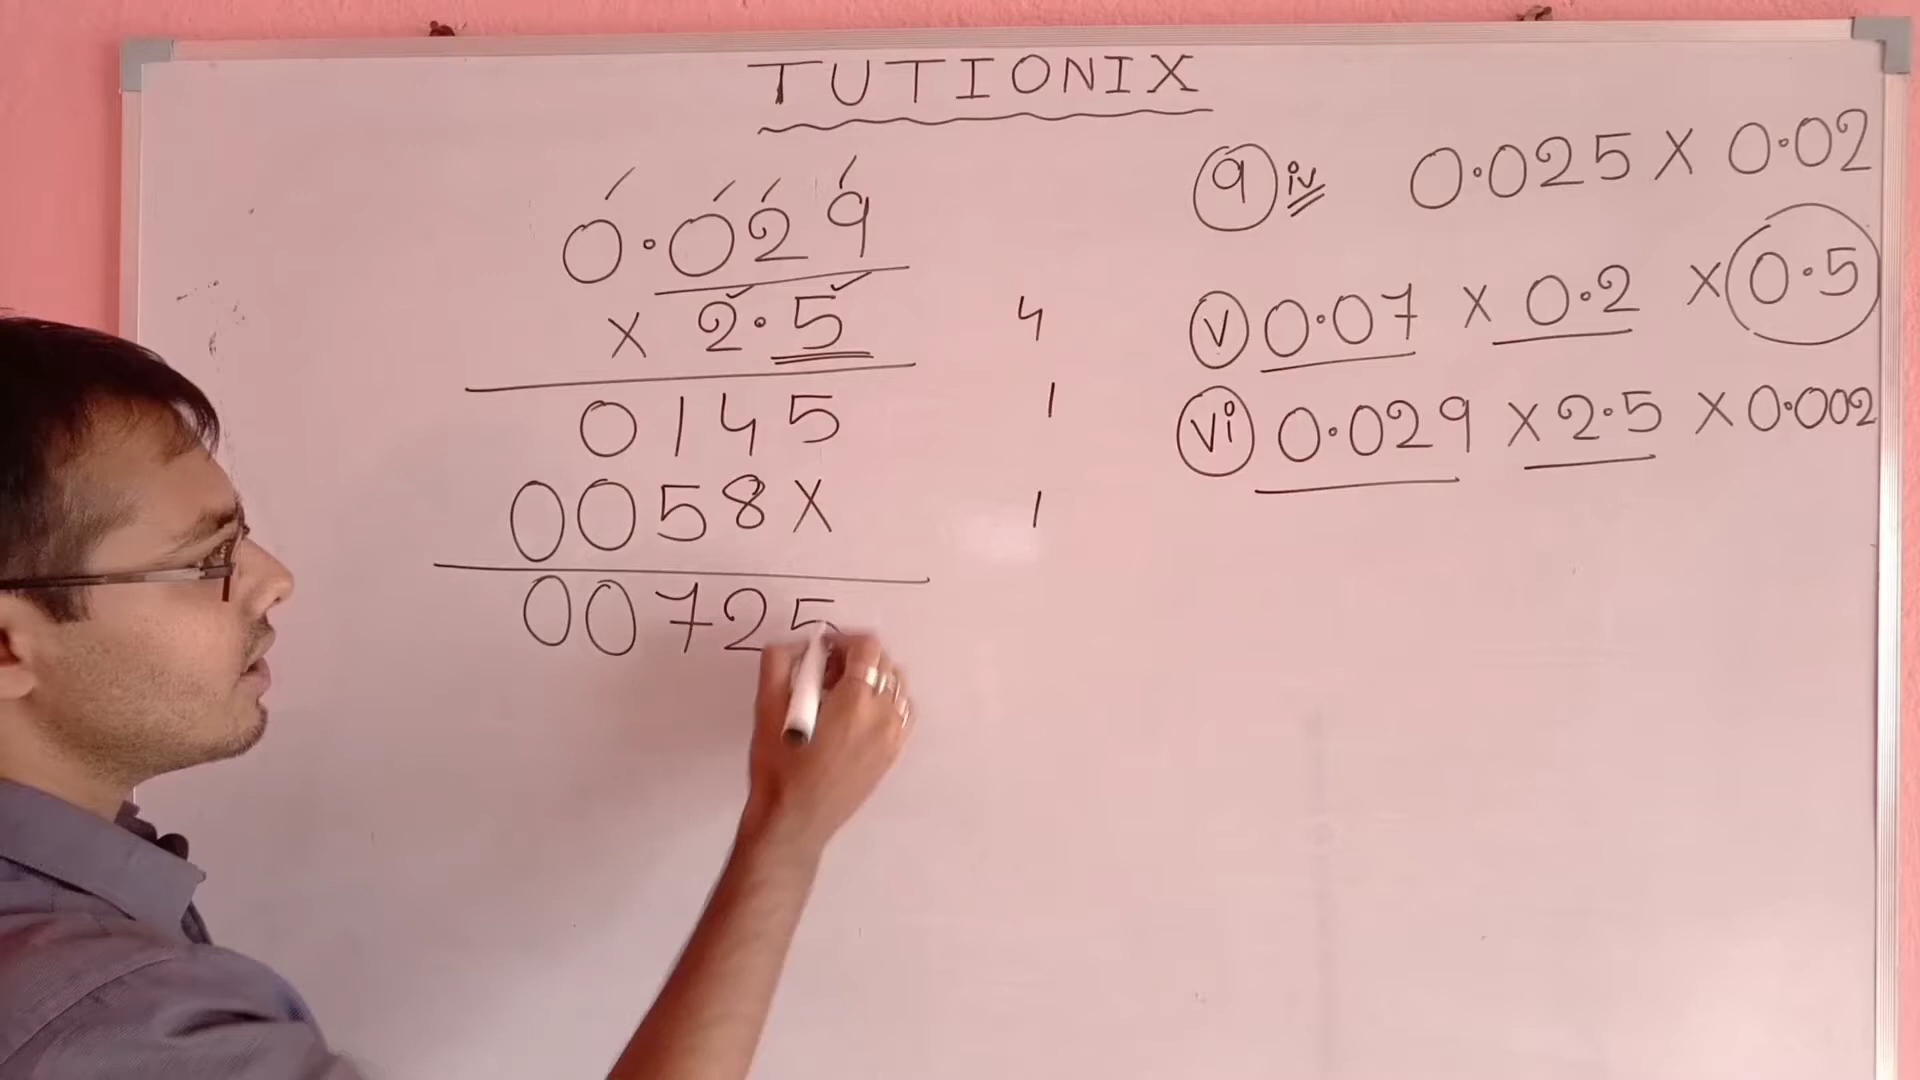 TUTIONIX
0.029
× 2.5
0145
0058×
00725
4
1
1
9 iv 0.025 × 0.02
v 0.07 × 0.2 × 0.5
vi 0.029 × 2.5 × 0.002